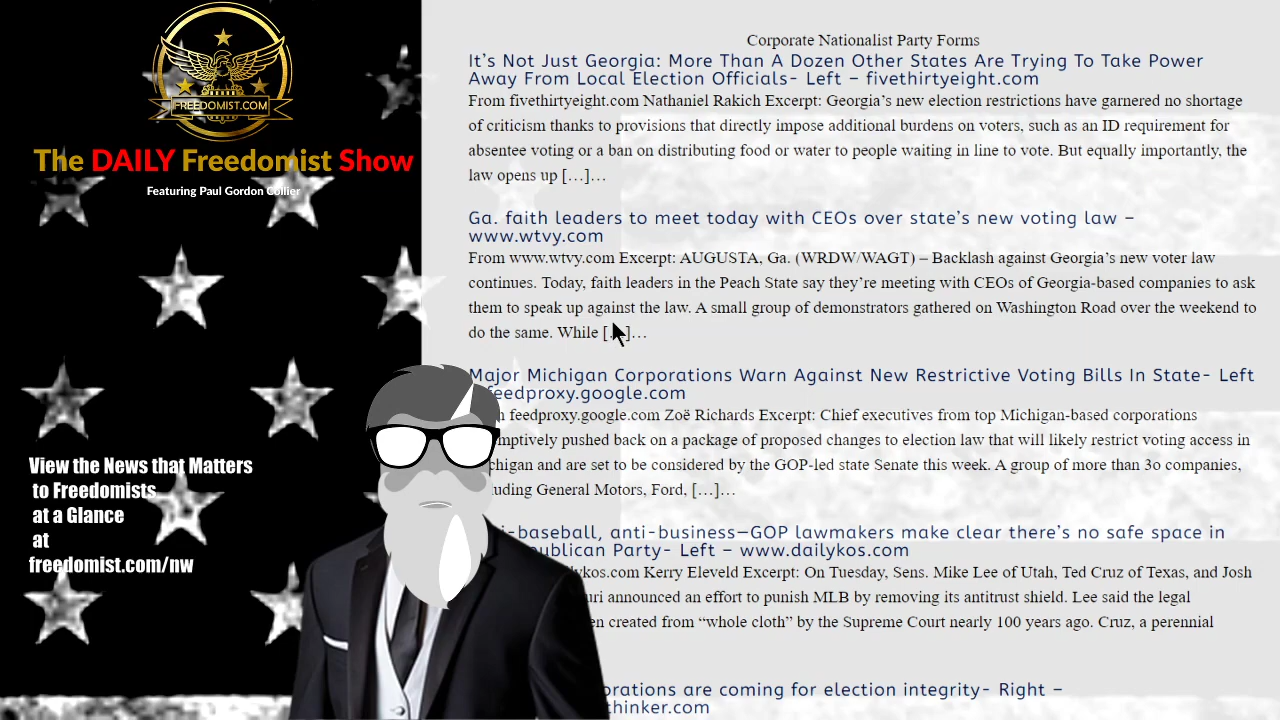 FREEDOMIST.COM
The DAILY Freedomist Show
Featuring Paul Gordon Collier
View the News that Matters
to Freedomists
at a Glance
at
freedomist.com/nw
Corporate Nationalist Party Forms
It's Not Just Georgia: More Than A Dozen Other States Are Trying To Take Power
Away From Local Election Officials- Left – fivethirtyeight.com
From fivethirtyeight.com Nathaniel Rakich Excerpt: Georgia's new election restrictions have garnered no shortage
of criticism thanks to provisions that directly impose additional burdens on voters, such as an ID requirement for
absentee voting or a ban on distributing food or water to people waiting in line to vote. But equally importantly, the
law opens up […]…
Ga. faith leaders to meet today with CEOs over state's new voting law –
www.wtvy.com
From www.wtvy.com Excerpt: AUGUSTA, Ga. (WRDW/WAGT) – Backlash against Georgia's new voter law
continues. Today, faith leaders in the Peach State say they're meeting with CEOs of Georgia-based companies to ask
them to speak up against the law. A small group of demonstrators gathered on Washington Road over the weekend to
do the same. While […]…
Major Michigan Corporations Warn Against New Restrictive Voting Bills In State- Left
feedproxy.google.com
feedproxy.google.com Zoë Richards Excerpt: Chief executives from top Michigan-based corporations
mptively pushed back on a package of proposed changes to election law that will likely restrict voting access in
chigan and are set to be considered by the GOP-led state Senate this week. A group of more than 30 companies,
uding General Motors, Ford, […]…
-baseball, anti-business—GOP lawmakers make clear there's no safe space in
ublican Party- Left – www.dailykos.com
lykos.com Kerry Eleveld Excerpt: On Tuesday, Sens. Mike Lee of Utah, Ted Cruz of Texas, and Josh
uri announced an effort to punish MLB by removing its antitrust shield. Lee said the legal
en created from “whole cloth” by the Supreme Court nearly 100 years ago. Cruz, a perennial
orations are coming for election integrity- Right –
thinker.com